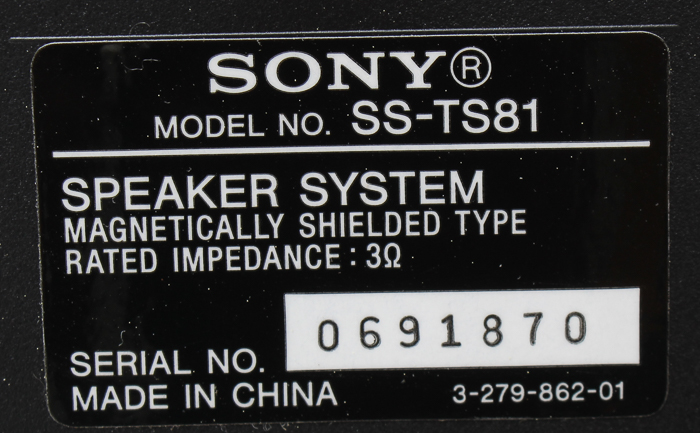 SONY®
MODEL NO. SS-TS81
SPEAKER SYSTEM
MAGNETICALLY SHIELDED TYPE
RATED IMPEDANCE : 3Ω
0691870
SERIAL NO.
MADE IN CHINA 3-279-862-01